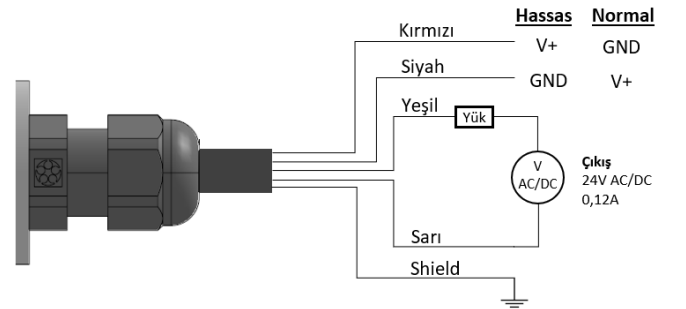 Hassas Normal
Kırmızı V+ GND
Siyah GND V+
Yeşil
Yük
V
AC/DC
Çıkış
24V AC/DC
0,12A
Sarı
Shield